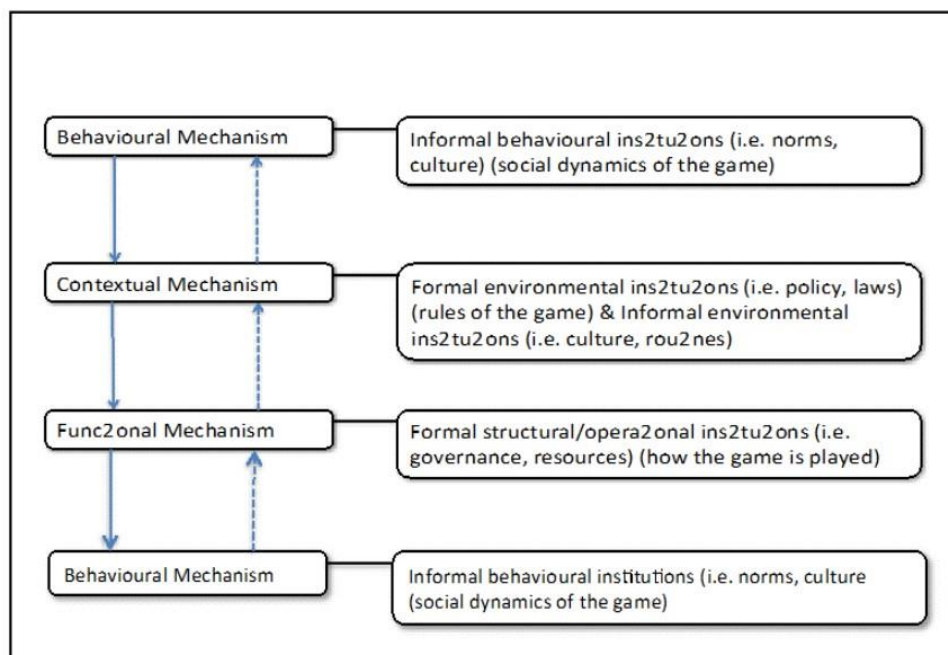 Behavioural Mechanism
Informal behavioural ins2tu2ons (i.e. norms,
culture) (social dynamics of the game)
Contextual Mechanism
Formal environmental ins2tu2ons (i.e. policy, laws)
(rules of the game) & Informal environmental
ins2tu2ons (i.e. culture, rou2nes)
Func2onal Mechanism
Formal structural/opera2onal ins2tu2ons (i.e.
governance, resources) (how the game is played)
Behavioural Mechanism
Informal behavioural institutions (i.e. norms, culture
(social dynamics of the game)